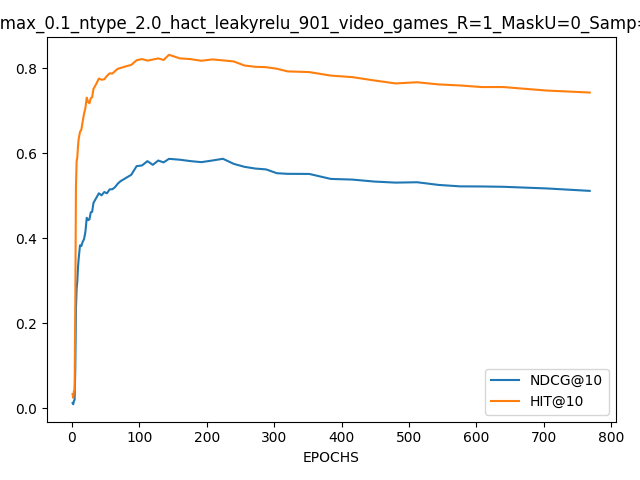 max_0.1_ntype_2.0_hact_leakyrelu_901_video_games_R=1_MaskU=0_Samp=
0.8
0.6
0.4
0.2
0.0
NDCG@10
HIT@10
0 100 200 300 400 500 600 700 800
EPOCHS